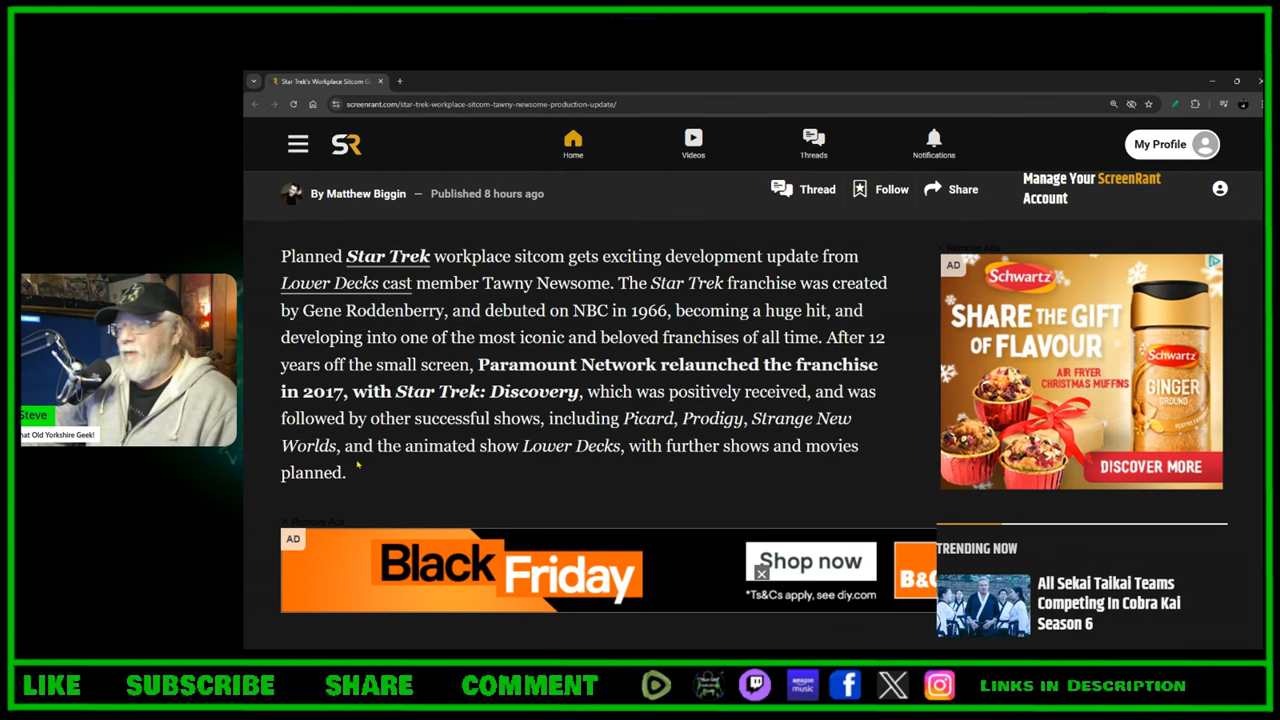 Star Trek's Workplace Sitcom G
screenrant.com/star-trek-workplace-sitcom-tawny-newsome-production-update/
SR
Home
Videos
Threads
Notifications
My Profile
By Matthew Biggin — Published 8 hours ago
Thread
Follow
Share
Manage Your ScreenRant
Account
Planned Star Trek workplace sitcom gets exciting development update from
Lower Decks cast member Tawny Newsome. The Star Trek franchise was created
by Gene Roddenberry, and debuted on NBC in 1966, becoming a huge hit, and
developing into one of the most iconic and beloved franchises of all time. After 12
years off the small screen, Paramount Network relaunched the franchise
in 2017, with Star Trek: Discovery, which was positively received, and was
followed by other successful shows, including Picard, Prodigy, Strange New
Worlds, and the animated show Lower Decks, with further shows and movies
planned.
X Remove Ads
AD
Schwartz
SHARE THE GIFT
OF FLAVOUR
AIR FRYER
CHRISTMAS MUFFINS
Schwartz
GINGER
GROUND
DISCOVER MORE
X Remove Ads
AD
Black
Friday
Shop now
*Ts&Cs apply, see diy.com
B&
TRENDING NOW
All Sekai Taikai Teams
Competing In Cobra Kai
Season 6
Steve
hat Old Yorkshire Geek!
LIKE
SUBSCRIBE
SHARE
COMMENT
amazon
music
Links in Description